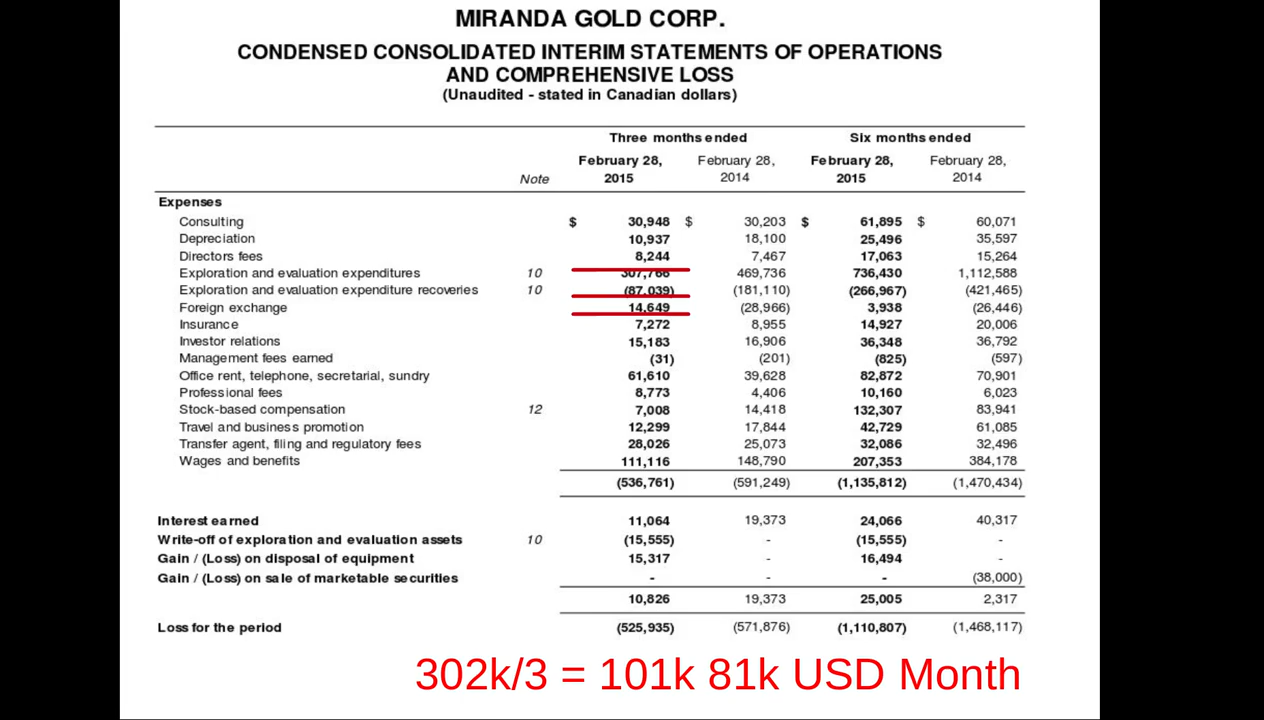 MIRANDA GOLD CORP.
CONDENSED CONSOLIDATED INTERIM STATEMENTS OF OPERATIONS
AND COMPREHENSIVE LOSS
(Unaudited - stated in Canadian dollars)
Three months ended Six months ended
February 28, February 28, February 28, February 28,
Note 2015 2014 2015 2014
Expenses
Consulting $ 30,948 $ 30,203 $ 61,895 $ 60,071
Depreciation 10,937 18,100 25,496 35,597
Directors fees 8,244 7,467 17,063 15,264
Exploration and evaluation expenditures 10 307,766 469,736 736,430 1,112,588
Exploration and evaluation expenditure recoveries 10 (87,039) (181,110) (266,967) (421,465)
Foreign exchange 14,649 (28,966) 3,938 (26,446)
Insurance 7,272 8,955 14,927 20,006
Investor relations 15,183 16,906 36,348 36,792
Management fees earned (31) (201) (825) (597)
Office rent, telephone, secretarial, sundry 61,610 39,628 82,872 70,901
Professional fees 8,773 4,406 10,160 6,023
Stock-based compensation 12 7,008 14,418 132,307 83,941
Travel and business promotion 12,299 17,844 42,729 61,085
Transfer agent, filing and regulatory fees 28,026 25,073 32,086 32,496
Wages and benefits 111,116 148,790 207,353 384,178
(536,761) (591,249) (1,135,812) (1,470,434)
Interest earned 11,064 19,373 24,066 40,317
Write-off of exploration and evaluation assets 10 (15,555) - (15,555) -
Gain / (Loss) on disposal of equipment 15,317 - 16,494 -
Gain / (Loss) on sale of marketable securities - - - (38,000)
10,826 19,373 25,005 2,317
Loss for the period (525,935) (571,876) (1,110,807) (1,468,117)
302k/3 = 101k 81k USD Month